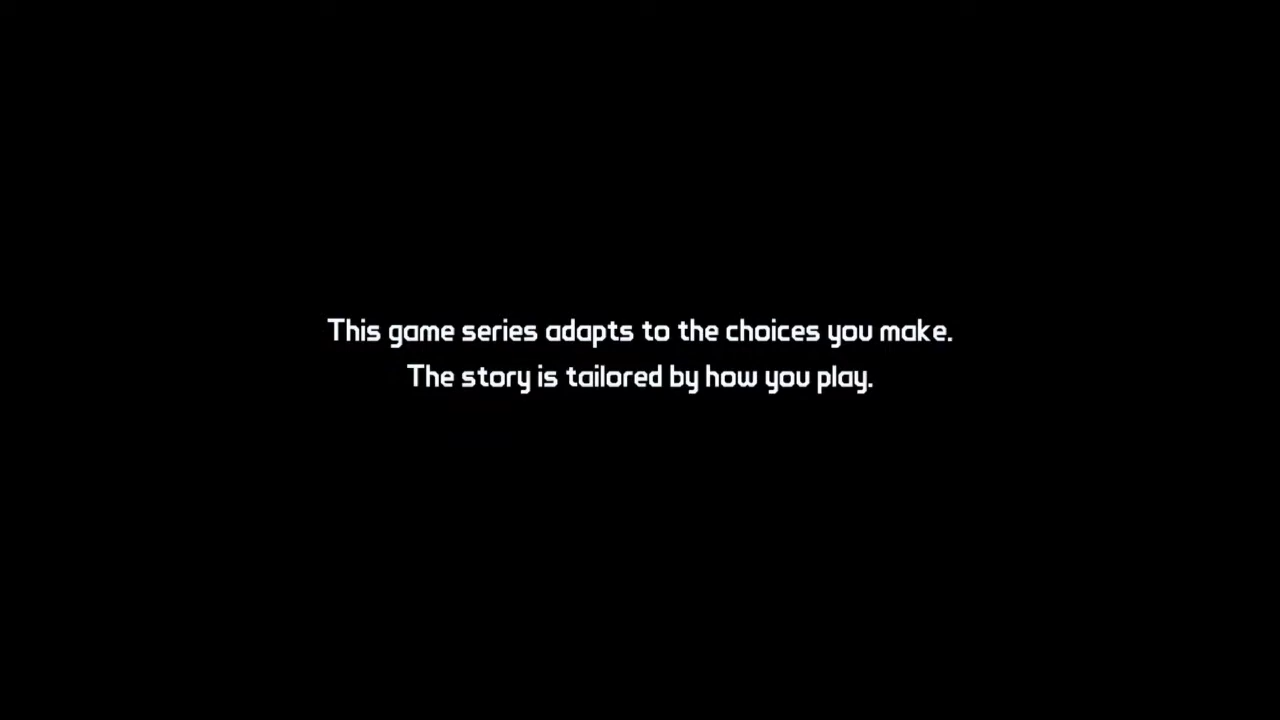 This game series adapts to the choices you make.
The story is tailored by how you play.